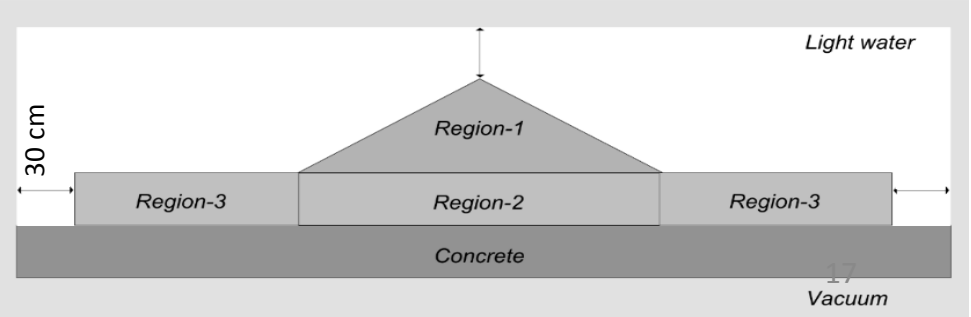 Light water
30 cm
Region-1
Region-3
Region-2
Region-3
Concrete
17
Vacuum